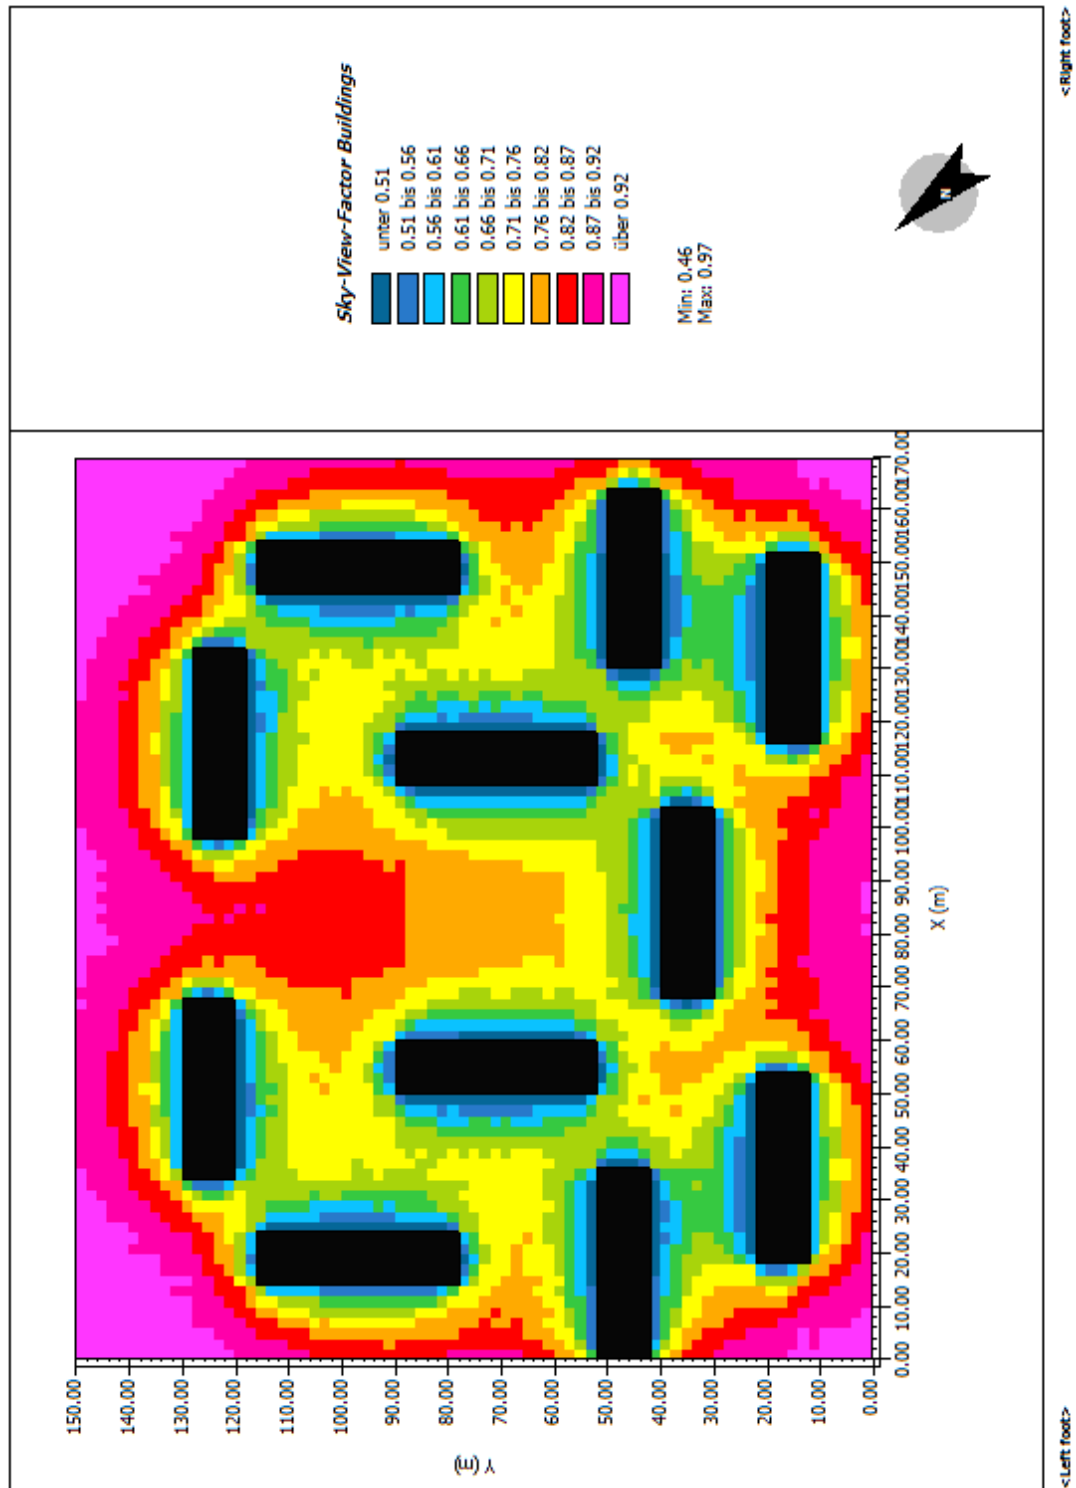 Sky-View-Factor Buildings
unter 0.51
0.51 bis 0.56
0.56 bis 0.61
0.61 bis 0.66
0.66 bis 0.71
0.71 bis 0.76
0.76 bis 0.82
0.82 bis 0.87
0.87 bis 0.92
über 0.92
Min: 0.46
Max: 0.97
N
150.00
140.00
130.00
120.00
110.00
100.00
90.00
80.00
70.00
60.00
50.00
40.00
30.00
20.00
10.00
0.00
Y (m)
0.00 10.00 20.00 30.00 40.00 50.00 60.00 70.00 80.00 90.00 100.00 110.00 120.00 130.00 140.00 150.00 160.00 170.00
X (m)
<Left foot>
<Right foot>